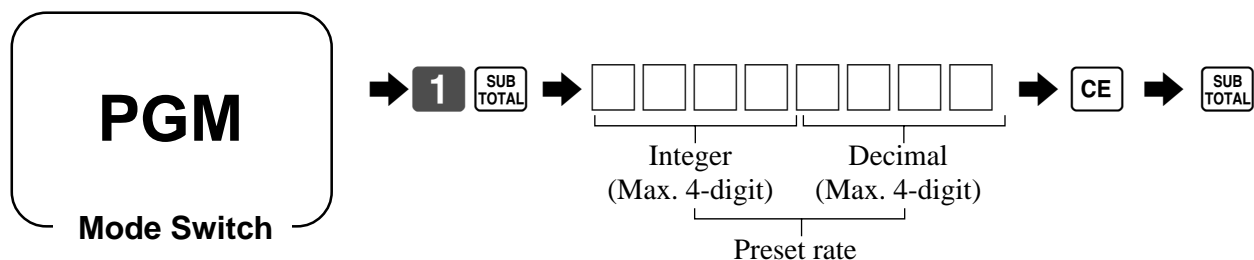 PGM
Mode Switch
1
SUB
TOTAL
CE
SUB
TOTAL
Integer
(Max. 4-digit)
Decimal
(Max. 4-digit)
Preset rate